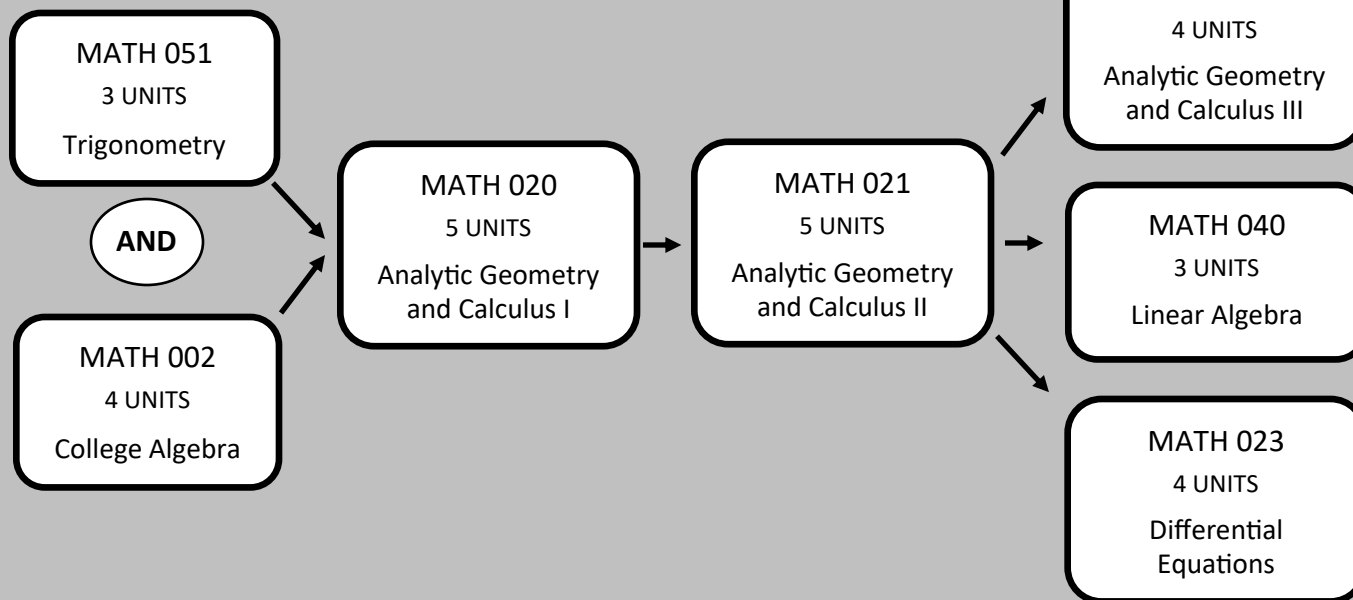 MATH 051
3 UNITS
Trigonometry
AND
MATH 002
4 UNITS
College Algebra
MATH 020
5 UNITS
Analytic Geometry
and Calculus I
MATH 021
5 UNITS
Analytic Geometry
and Calculus II
4 UNITS
Analytic Geometry
and Calculus III
MATH 040
3 UNITS
Linear Algebra
MATH 023
4 UNITS
Differential
Equations